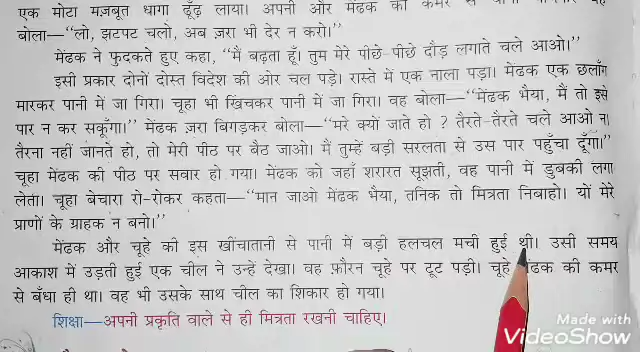 एक मोटा मज़बूत धागा ढूँढ़ लाया। अपनी और मेंढक की कमर से
बोला—“लो, झटपट चलो, अब ज़रा भी देर न करो।”
मेंढक ने फुदकते हुए कहा, “मैं बढ़ता हूँ। तुम मेरे पीछे-पीछे दौड़ लगाते चले आओ।”
इसी प्रकार दोनों दोस्त विदेश की ओर चल पड़े। रास्ते में एक नाला पड़ा। मेंढक एक छलाँग
मारकर पानी में जा गिरा। चूहा भी खिंचकर पानी में जा गिरा। वह बोला—“मेंढक भैया, मैं तो इसे
पार न कर सकूँगा।” मेंढक ज़रा बिगड़कर बोला—“मरे क्यों जाते हो ? तैरते-तैरते चले आओ न।
तैरना नहीं जानते हो, तो मेरी पीठ पर बैठ जाओ। मैं तुम्हें बड़ी सरलता से उस पार पहुँचा दूँगा।”
चूहा मेंढक की पीठ पर सवार हो गया। मेंढक को जहाँ शरारत सूझती, वह पानी में डुबकी लगा
लेता। चूहा बेचारा रो-रोकर कहता—“मान जाओ मेंढक भैया, तनिक तो मित्रता निबाहो। यों मेरे
प्राणों के ग्राहक न बनो।”
मेंढक और चूहे की इस खींचातानी से पानी में बड़ी हलचल मची हुई थी। उसी समय
आकाश में उड़ती हुई एक चील ने उन्हें देखा। वह फ़ौरन चूहे पर टूट पड़ी। चूहे मेंढक की कमर
से बँधा ही था। वह भी उसके साथ चील का शिकार हो गया।
शिक्षा—अपनी प्रकृति वाले से ही मित्रता रखनी चाहिए।
Made with
VideoShow